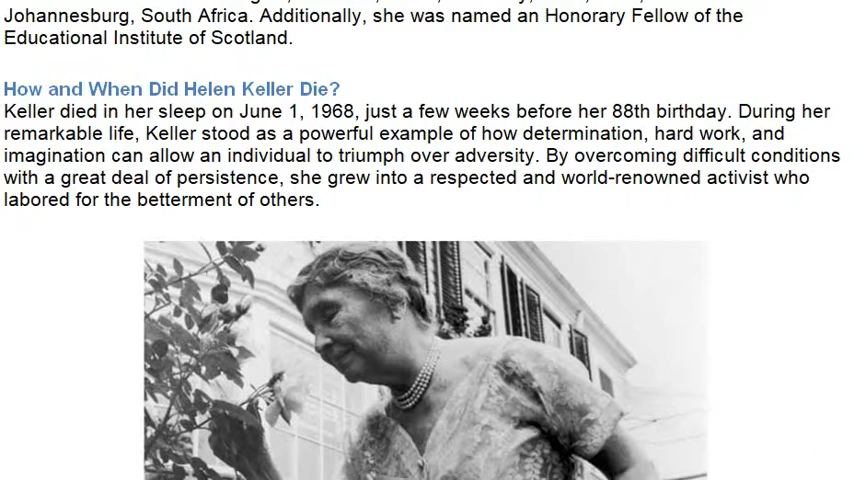 Johannesburg, South Africa. Additionally, she was named an Honorary Fellow of the
Educational Institute of Scotland.
How and When Did Helen Keller Die?
Keller died in her sleep on June 1, 1968, just a few weeks before her 88th birthday. During her
remarkable life, Keller stood as a powerful example of how determination, hard work, and
imagination can allow an individual to triumph over adversity. By overcoming difficult conditions
with a great deal of persistence, she grew into a respected and world-renowned activist who
labored for the betterment of others.